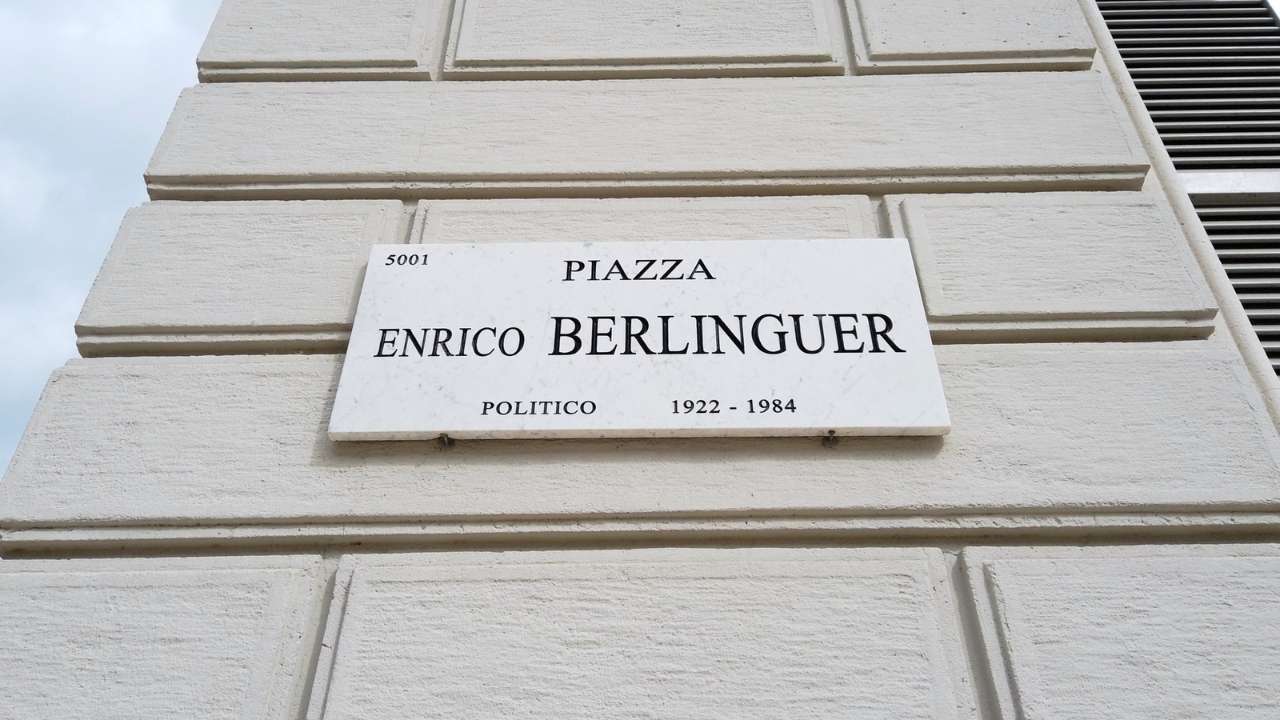 5001
PIAZZA
ENRICO BERLINGUER
POLITICO 1922 - 1984